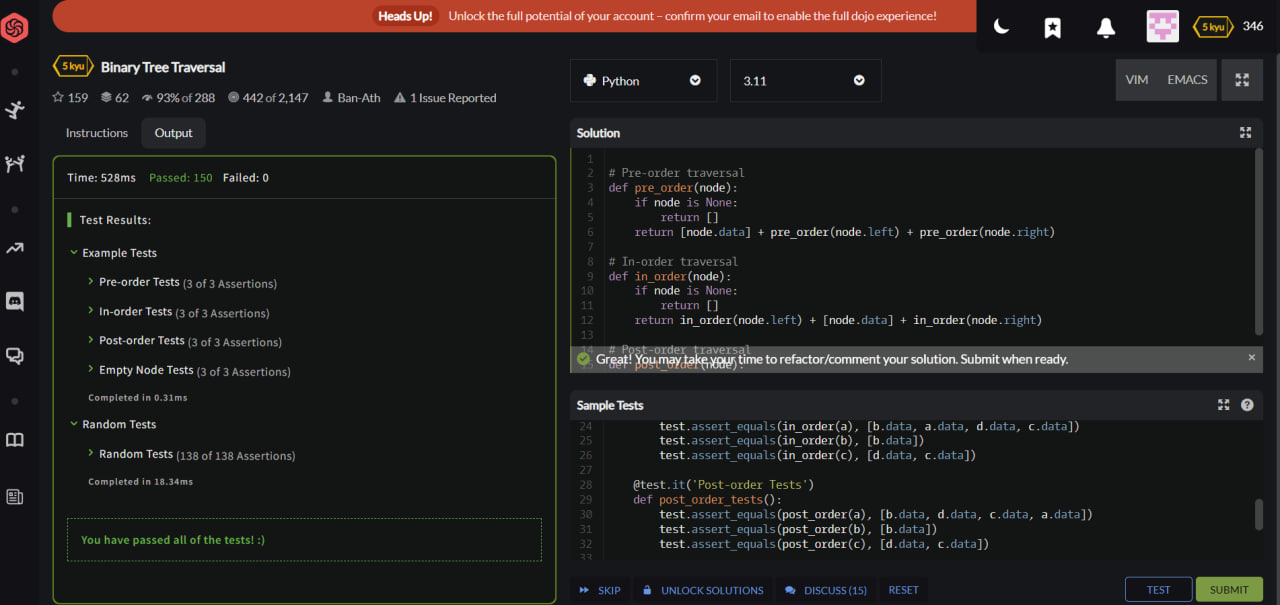 Heads Up! Unlock the full potential of your account – confirm your email to enable the full dojo experience!
5 kyu 346
5 kyu Binary Tree Traversal
159 62 93% of 288 442 of 2,147 Ban-Ath 1 Issue Reported
Instructions Output
Time: 528ms Passed: 150 Failed: 0
Test Results:
Example Tests
Pre-order Tests (3 of 3 Assertions)
In-order Tests (3 of 3 Assertions)
Post-order Tests (3 of 3 Assertions)
Empty Node Tests (3 of 3 Assertions)
Completed in 0.31ms
Random Tests
Random Tests (138 of 138 Assertions)
Completed in 18.34ms
You have passed all of the tests! :)
Python 3.11 VIM EMACS
Solution
1
2 # Pre-order traversal
3 def pre_order(node):
4 if node is None:
5 return []
6 return [node.data] + pre_order(node.left) + pre_order(node.right)
7
8 # In-order traversal
9 def in_order(node):
10 if node is None:
11 return []
12 return in_order(node.left) + [node.data] + in_order(node.right)
13
14 # Post-order traversal
Great! You may take your time to refactor/comment your solution. Submit when ready. ×
15 def post_order(node):
Sample Tests
24 test.assert_equals(in_order(a), [b.data, a.data, d.data, c.data])
25 test.assert_equals(in_order(b), [b.data])
26 test.assert_equals(in_order(c), [d.data, c.data])
27
28 @test.it('Post-order Tests')
29 def post_order_tests():
30 test.assert_equals(post_order(a), [b.data, d.data, c.data, a.data])
31 test.assert_equals(post_order(b), [b.data])
32 test.assert_equals(post_order(c), [d.data, c.data])
33
SKIP UNLOCK SOLUTIONS DISCUSS (15) RESET TEST SUBMIT